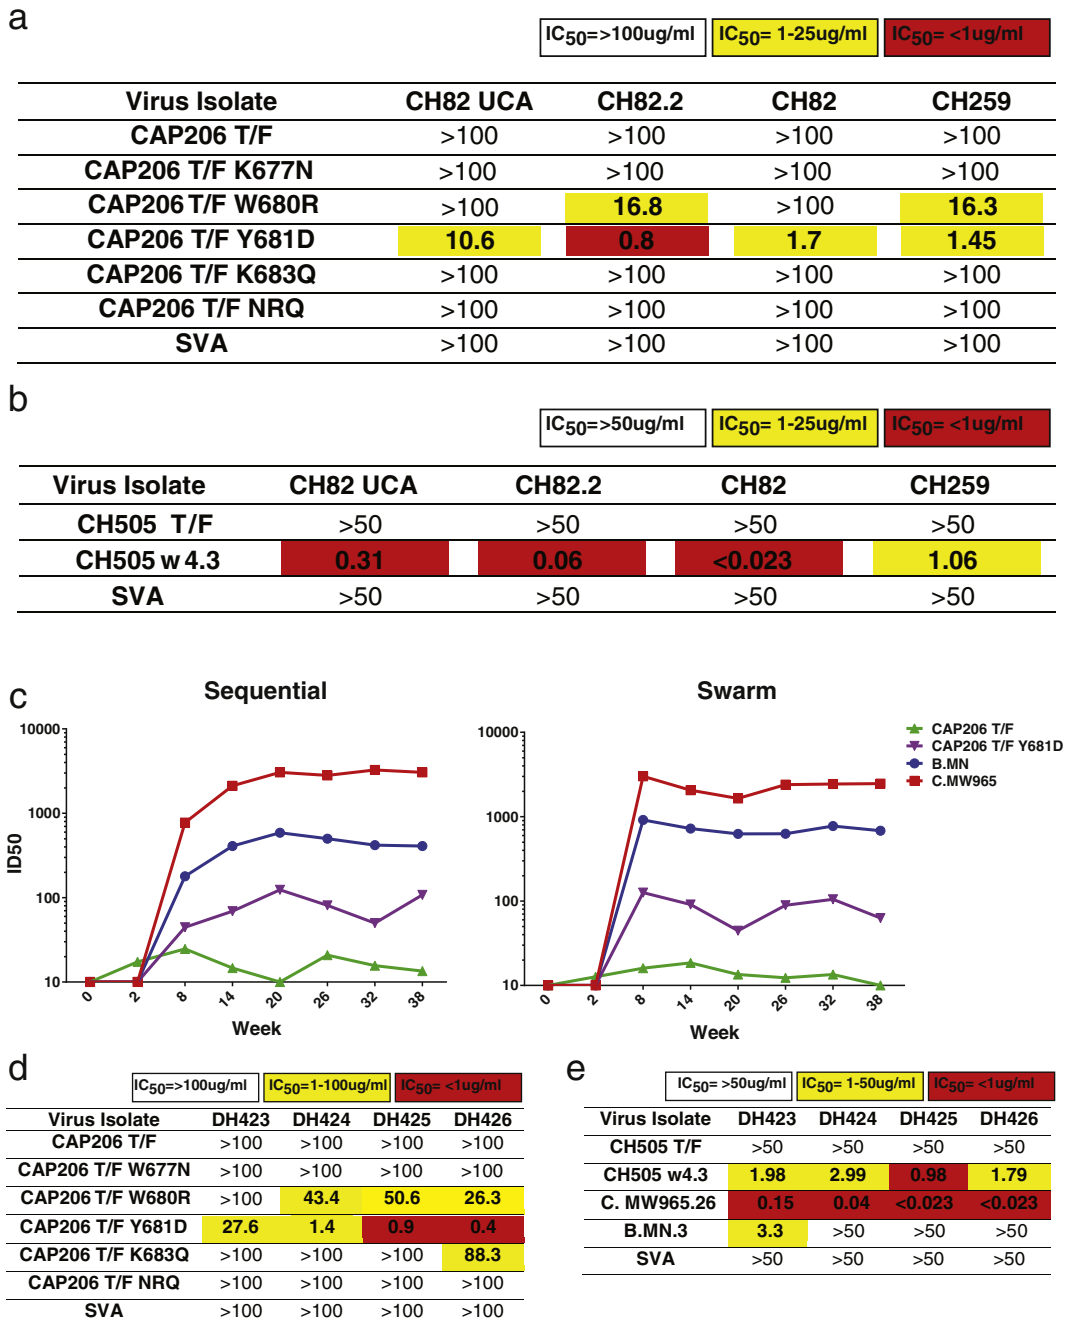 a
IC50=>100ug/ml IC50= 1-25ug/ml IC50= <1ug/ml
Virus Isolate CH82 UCA CH82.2 CH82 CH259
CAP206 T/F >100 >100 >100 >100
CAP206 T/F K677N >100 >100 >100 >100
CAP206 T/F W680R >100 16.8 >100 16.3
CAP206 T/F Y681D 10.6 0.8 1.7 1.45
CAP206 T/F K683Q >100 >100 >100 >100
CAP206 T/F NRQ >100 >100 >100 >100
SVA >100 >100 >100 >100
b
IC50=>50ug/ml IC50= 1-25ug/ml IC50= <1ug/ml
Virus Isolate CH82 UCA CH82.2 CH82 CH259
CH505 T/F >50 >50 >50 >50
CH505 w 4.3 0.31 0.06 <0.023 1.06
SVA >50 >50 >50 >50
c
Sequential
10000
1000
100
10
ID50
0 2 8 14 20 26 32 38
Week
Swarm
10000
1000
100
10
0 2 8 14 20 26 32 38
Week
CAP206 T/F
CAP206 T/F Y681D
B.MN
C.MW965
d
IC50=>100ug/ml IC50=1-100ug/ml IC50= <1ug/ml
Virus Isolate DH423 DH424 DH425 DH426
CAP206 T/F >100 >100 >100 >100
CAP206 T/F W677N >100 >100 >100 >100
CAP206 T/F W680R >100 43.4 50.6 26.3
CAP206 T/F Y681D 27.6 1.4 0.9 0.4
CAP206 T/F K683Q >100 >100 >100 88.3
CAP206 T/F NRQ >100 >100 >100 >100
SVA >100 >100 >100 >100
e
IC50= >50ug/ml IC50= 1-50ug/ml IC50= <1ug/ml
Virus Isolate DH423 DH424 DH425 DH426
CH505 T/F >50 >50 >50 >50
CH505 w4.3 1.98 2.99 0.98 1.79
C. MW965.26 0.15 0.04 <0.023 <0.023
B.MN.3 3.3 >50 >50 >50
SVA >50 >50 >50 >50